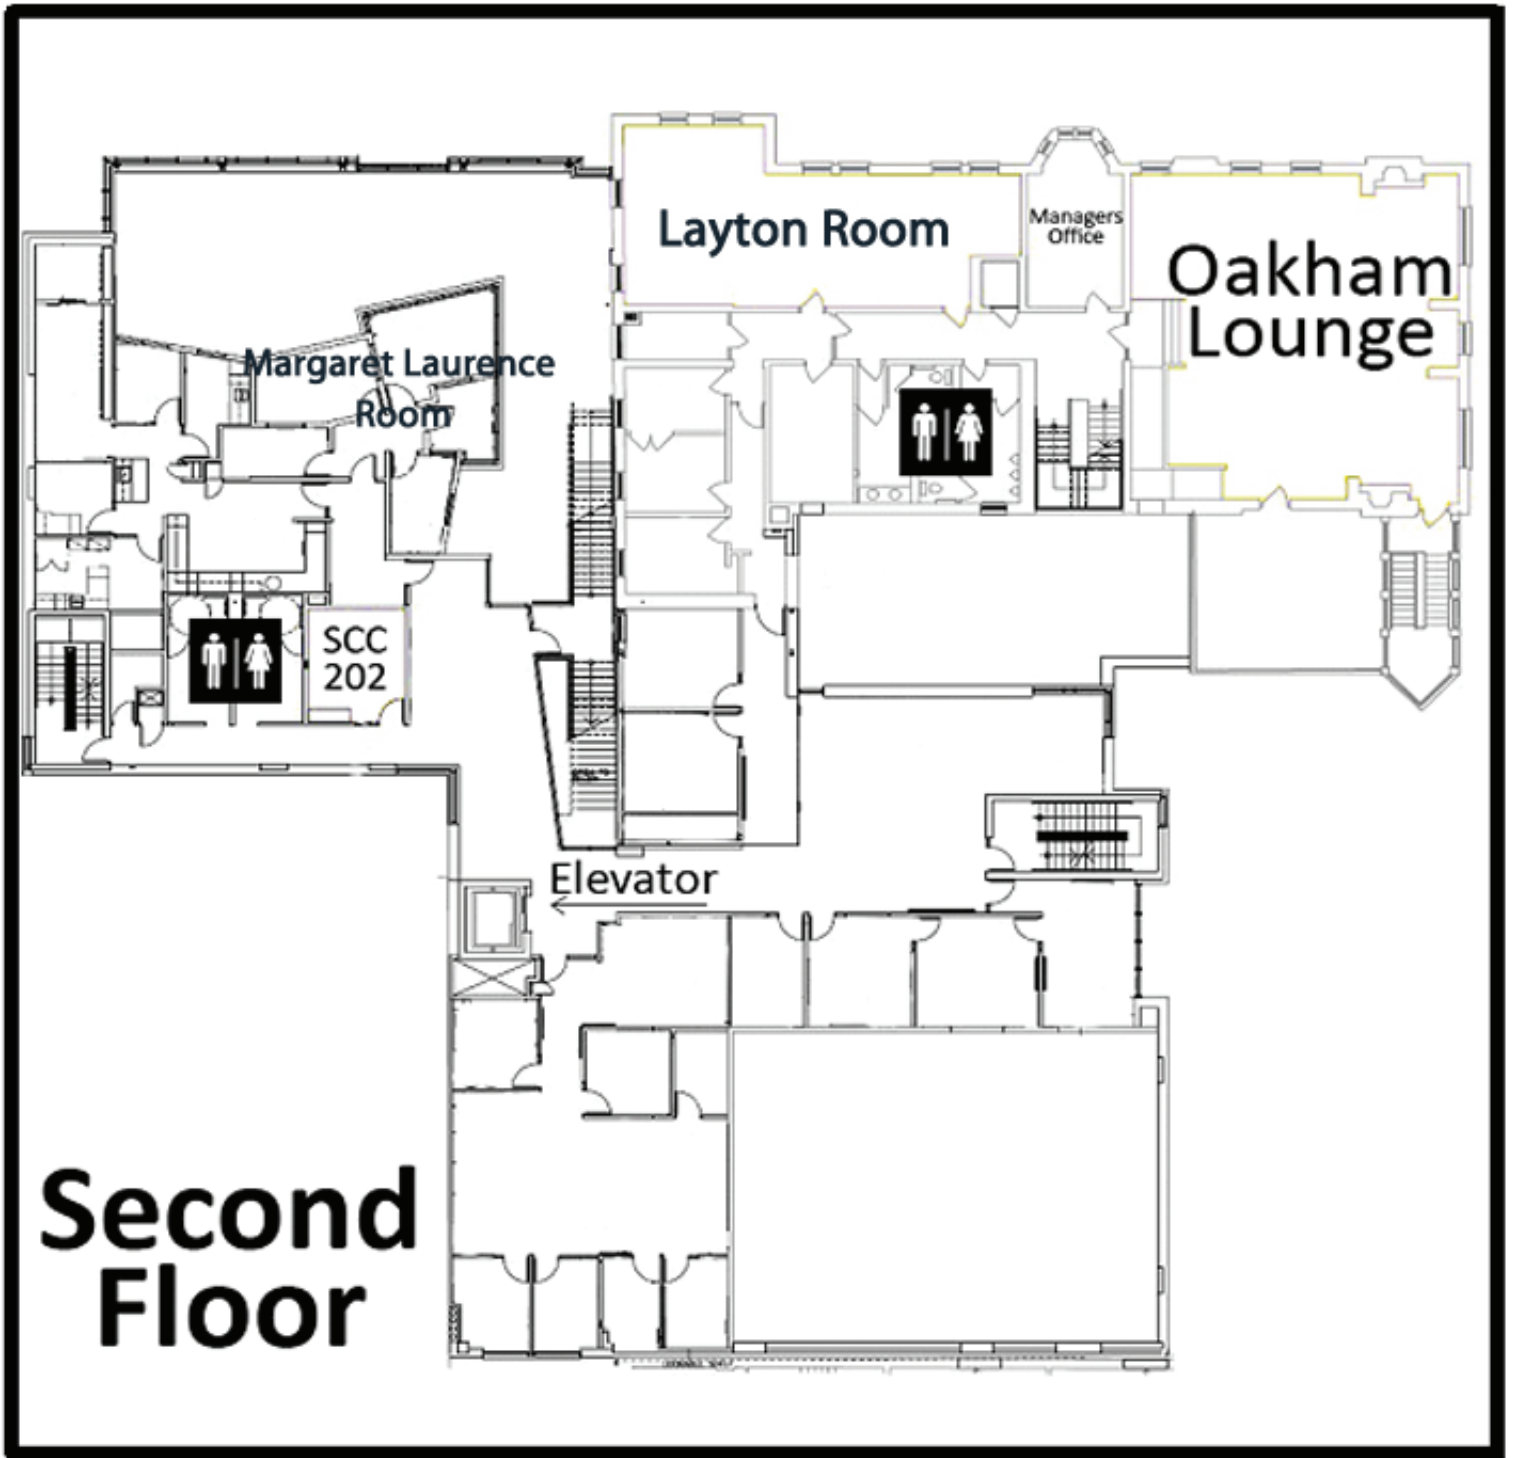 Layton Room
Managers
Office
Oakham
Lounge
Margaret Laurence
Room
SCC
202
Elevator
Second
Floor